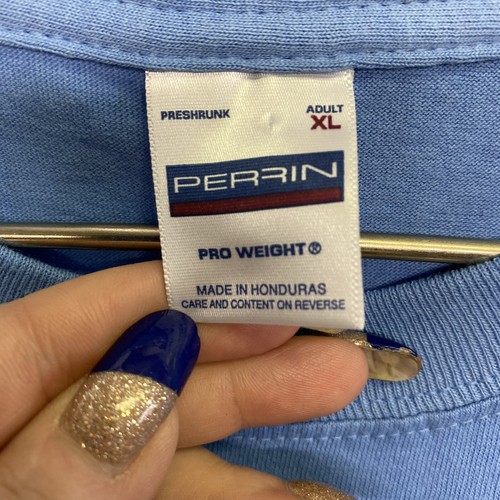 PRESHRUNK
ADULT
XL
PERRIN
PRO WEIGHT®
MADE IN HONDURAS
CARE AND CONTENT ON REVERSE